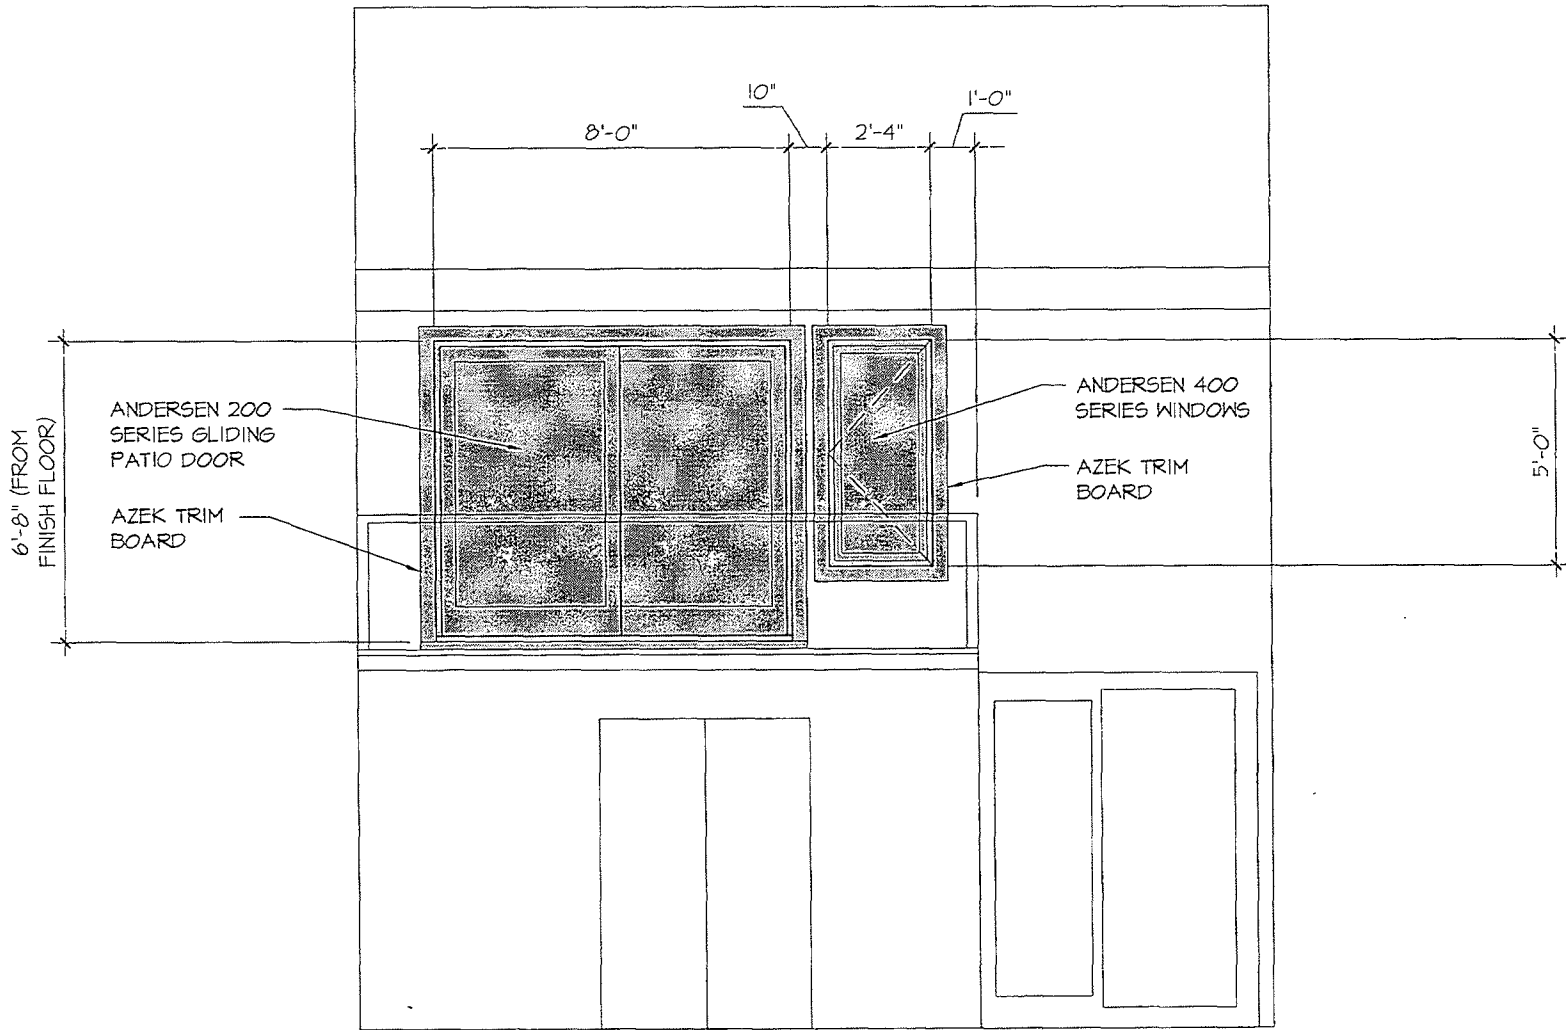 10"
1'-0"
8'-0"
2'-4"
ANDERSEN 200
SERIES GLIDING
PATIO DOOR
AZEK TRIM
BOARD
6'-8" (FROM
FINISH FLOOR)
ANDERSEN 400
SERIES WINDOWS
AZEK TRIM
BOARD
5'-0"